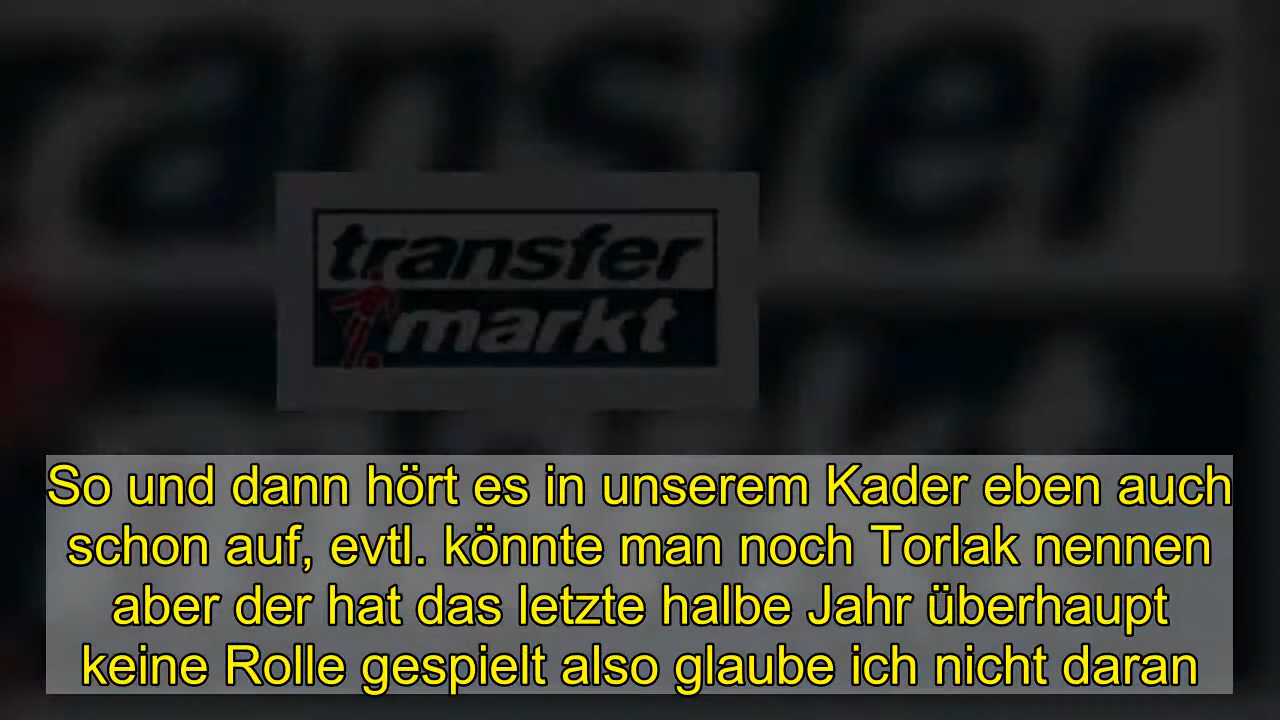 transfer
markt
So und dann hört es in unserem Kader eben auch
schon auf, evtl. könnte man noch Torlak nennen
aber der hat das letzte halbe Jahr überhaupt
keine Rolle gespielt also glaube ich nicht daran